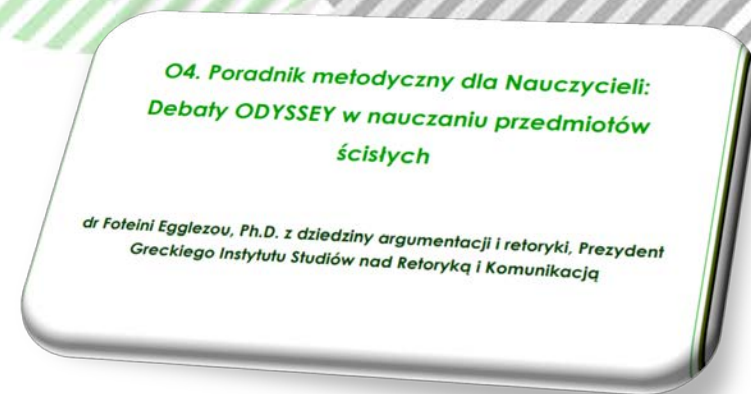 O4. Poradnik metodyczny dla Nauczycieli:
Debaty ODYSSEY w nauczaniu przedmiotów
ścisłych
dr Foteini Egglezou, Ph.D. z dziedziny argumentacji i retoryki, Prezydent
Greckiego Instytutu Studiów nad Retoryką i Komunikacją